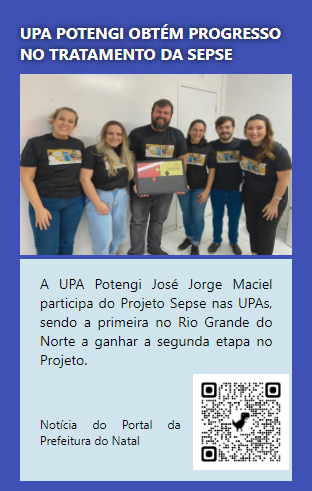 UPA POTENGI OBTÉM PROGRESSO
NO TRATAMENTO DA SEPSE
A UPA Potengi José Jorge Maciel
participa do Projeto Sepse nas UPAs,
sendo a primeira no Rio Grande do
Norte a ganhar a segunda etapa no
Projeto.
Notícia do Portal da
Prefeitura do Natal